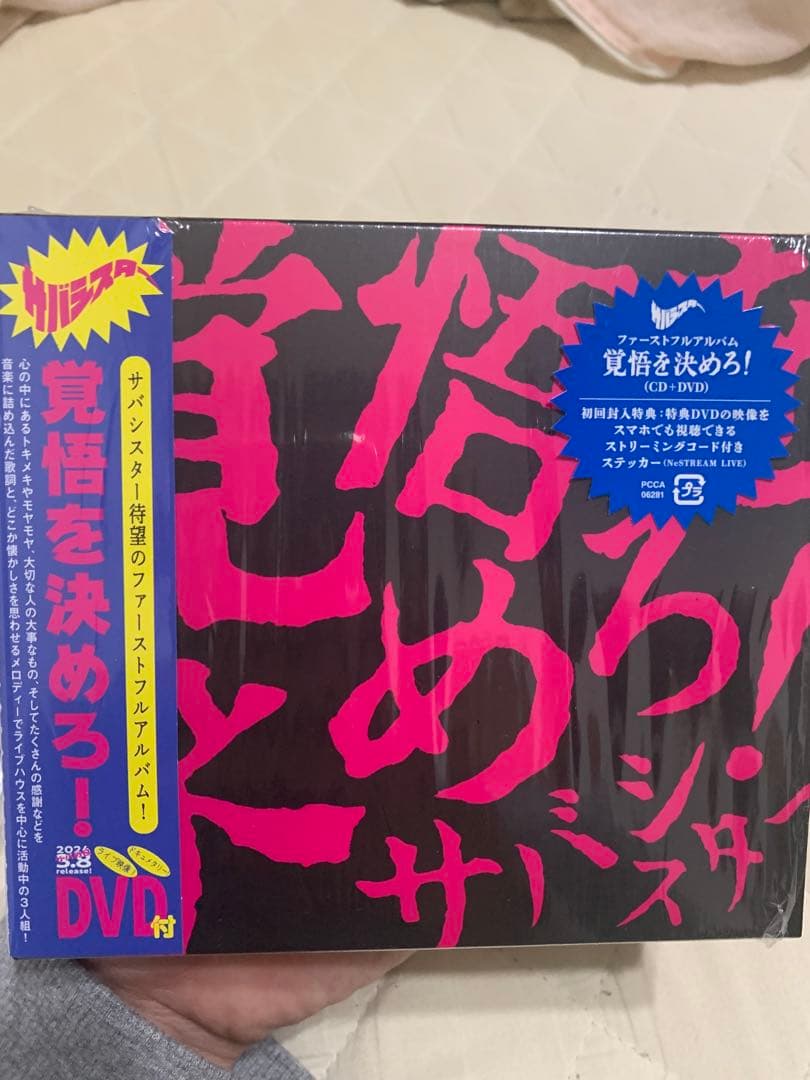 サバシスター
覚悟を決めろ!
サバシスター待望のファーストフルアルバム!
心の中にあるトキメキやモヤモヤ、大切な人の大事なもの、そしてたくさんの感謝などを
音楽に詰め込んだ歌詞と、どこか懐かしさを思わせるメロディーでライブハウスを中心に活動中の3人組!
2024
3.8
release!
ライブ映像
ドキュメンタリー
DVD付
覚悟を
決めろ!
サバシスター
サバシスター
ファーストフルアルバム
覚悟を決めろ!
(CD+DVD)
初回封入特典:特典DVDの映像を
スマホでも視聴できる
ストリーミングコード付き
ステッカー(NeSTREAM LIVE)
PCCA
06281
プラ